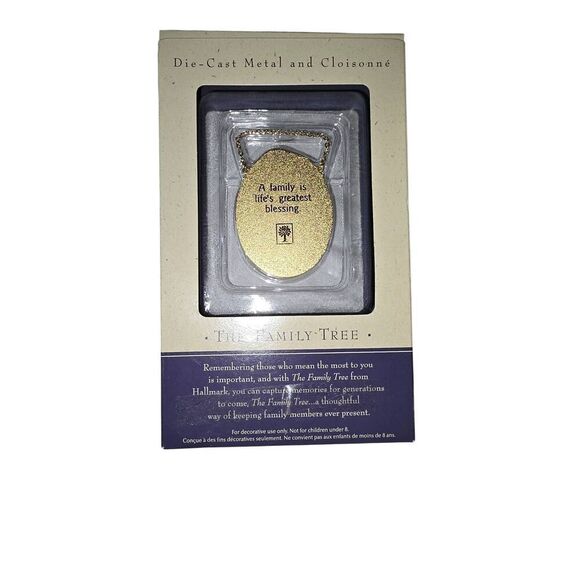 Die-Cast Metal and Cloisonné
A family is
life's greatest
blessing.
· The Family Tree ·
Remembering those who mean the most to you
is important, and with The Family Tree from
Hallmark, you can capture memories for generations
to come, The Family Tree...a thoughtful
way of keeping family members ever present.
For decorative use only. Not for children under 8.
Conçue à des fins décoratives seulement. Ne convient pas aux enfants de moins de 8 ans.